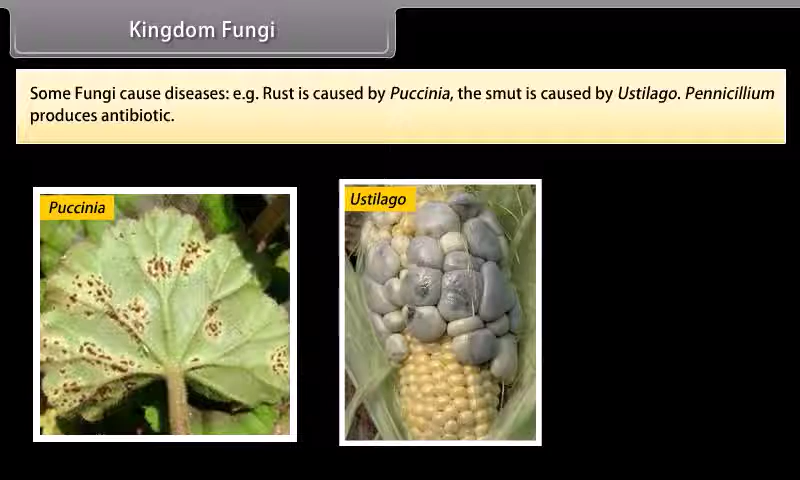 Kingdom Fungi
Some Fungi cause diseases: e.g. Rust is caused by Puccinia, the smut is caused by Ustilago. Pennicillium
produces antibiotic.
Puccinia
Ustilago